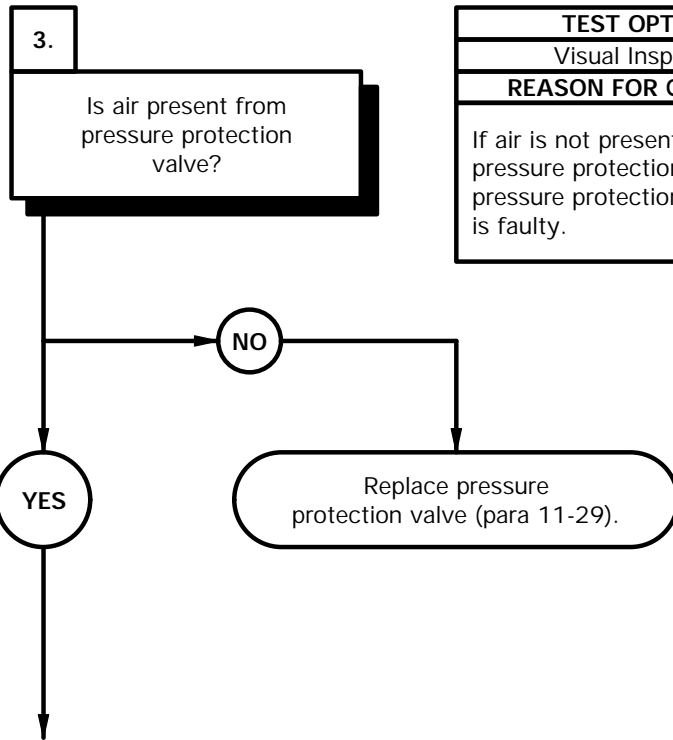 3.
Is air present from
pressure protection
valve?
TEST OPT
Visual Insp
REASON FOR
If air is not present
pressure protection
pressure protection
is faulty.
NO
YES
Replace pressure
protection valve (para 11-29).